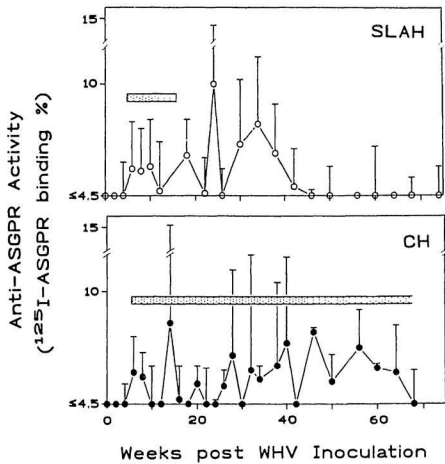 Anti-ASGPR Activity
(¹²⁵I-ASGPR binding %)
15
10
≤4.5
SLAH
15
10
≤4.5
CH
0 20 40 60
Weeks post WHV Inoculation